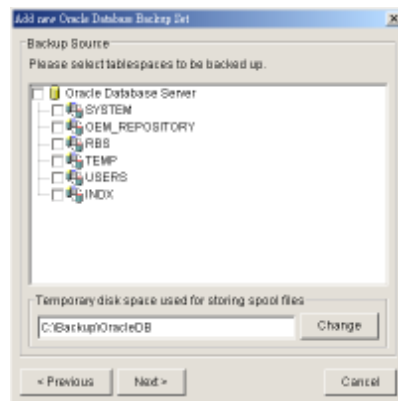 Add new Oracle Database Backup Set
Backup Source
Please select tablespaces to be backed up.
Oracle Database Server
SYSTEM
OEM_REPOSITORY
RBS
TEMP
USERS
INDX
Temporary disk space used for storing spool files
C:\Backup\OracleDB
Change
< Previous
Next >
Cancel